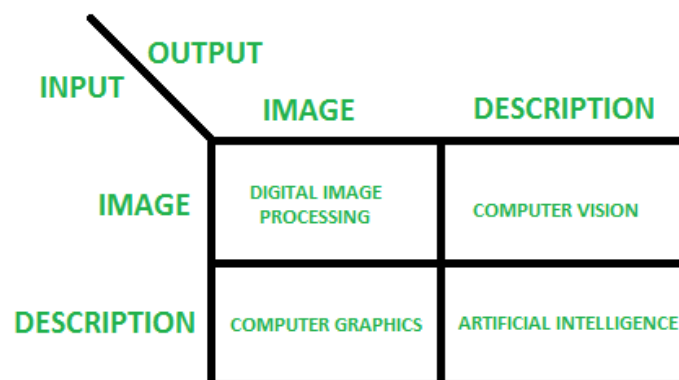 OUTPUT
INPUT
IMAGE DESCRIPTION
IMAGE
DIGITAL IMAGE
PROCESSING
COMPUTER VISION
DESCRIPTION
COMPUTER GRAPHICS
ARTIFICIAL INTELLIGENCE